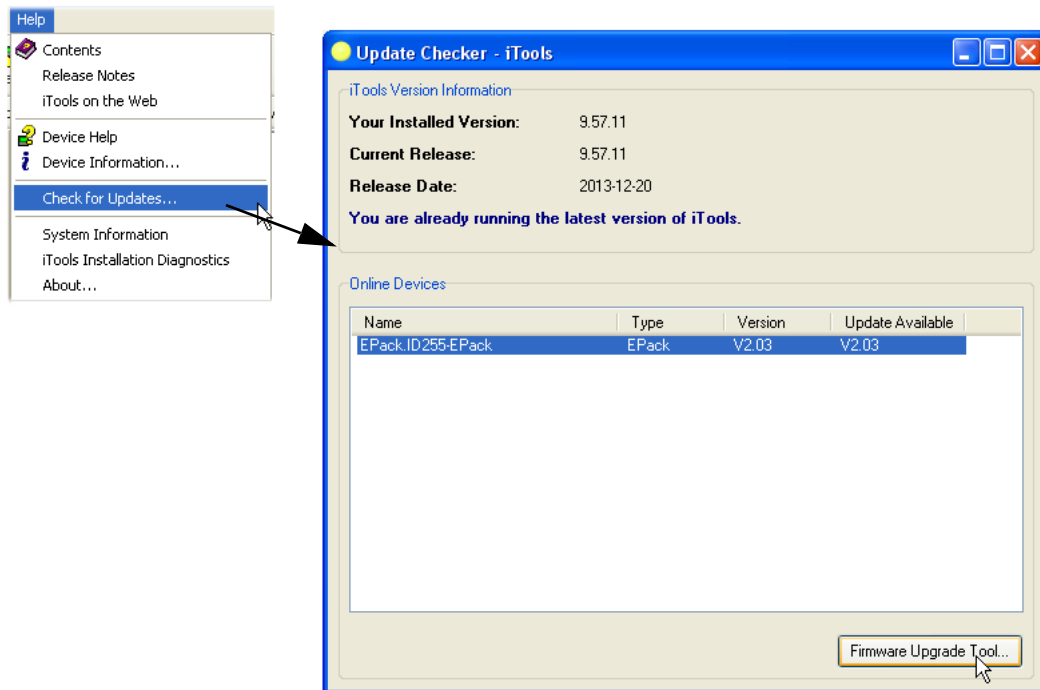 Help
Contents
Release Notes
iTools on the Web
Device Help
Device Information...
Check for Updates...
System Information
iTools Installation Diagnostics
About...
Update Checker - iTools
iTools Version Information
Your Installed Version: 9.57.11
Current Release: 9.57.11
Release Date: 2013-12-20
You are already running the latest version of iTools.
Online Devices
Name Type Version Update Available
EPack.ID255-EPack EPack V2.03 V2.03
Firmware Upgrade Tool...